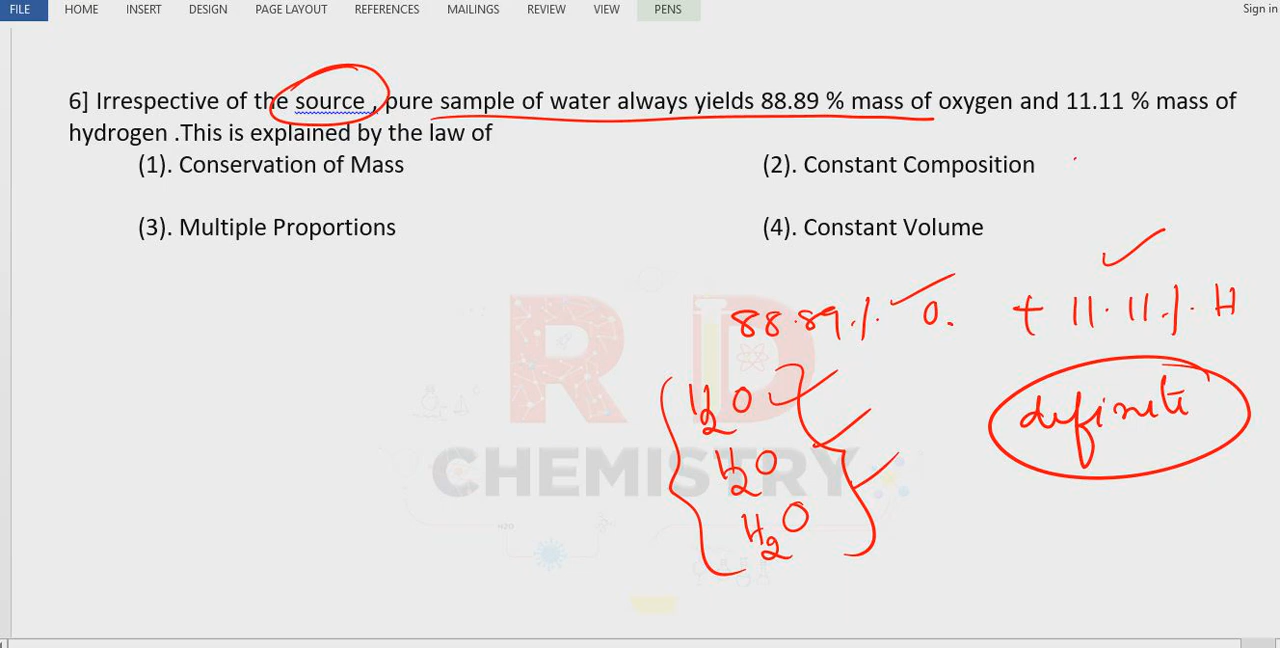 FILE HOME INSERT DESIGN PAGE LAYOUT REFERENCES MAILINGS REVIEW VIEW PENS Sign in
6] Irrespective of the source , pure sample of water always yields 88.89 % mass of oxygen and 11.11 % mass of
hydrogen .This is explained by the law of
(1). Conservation of Mass (2). Constant Composition
(3). Multiple Proportions (4). Constant Volume
88.89 % O. + 11.11 % H
R D
H2O
definite
CHEMISTRY
H2O
H2O
H2O